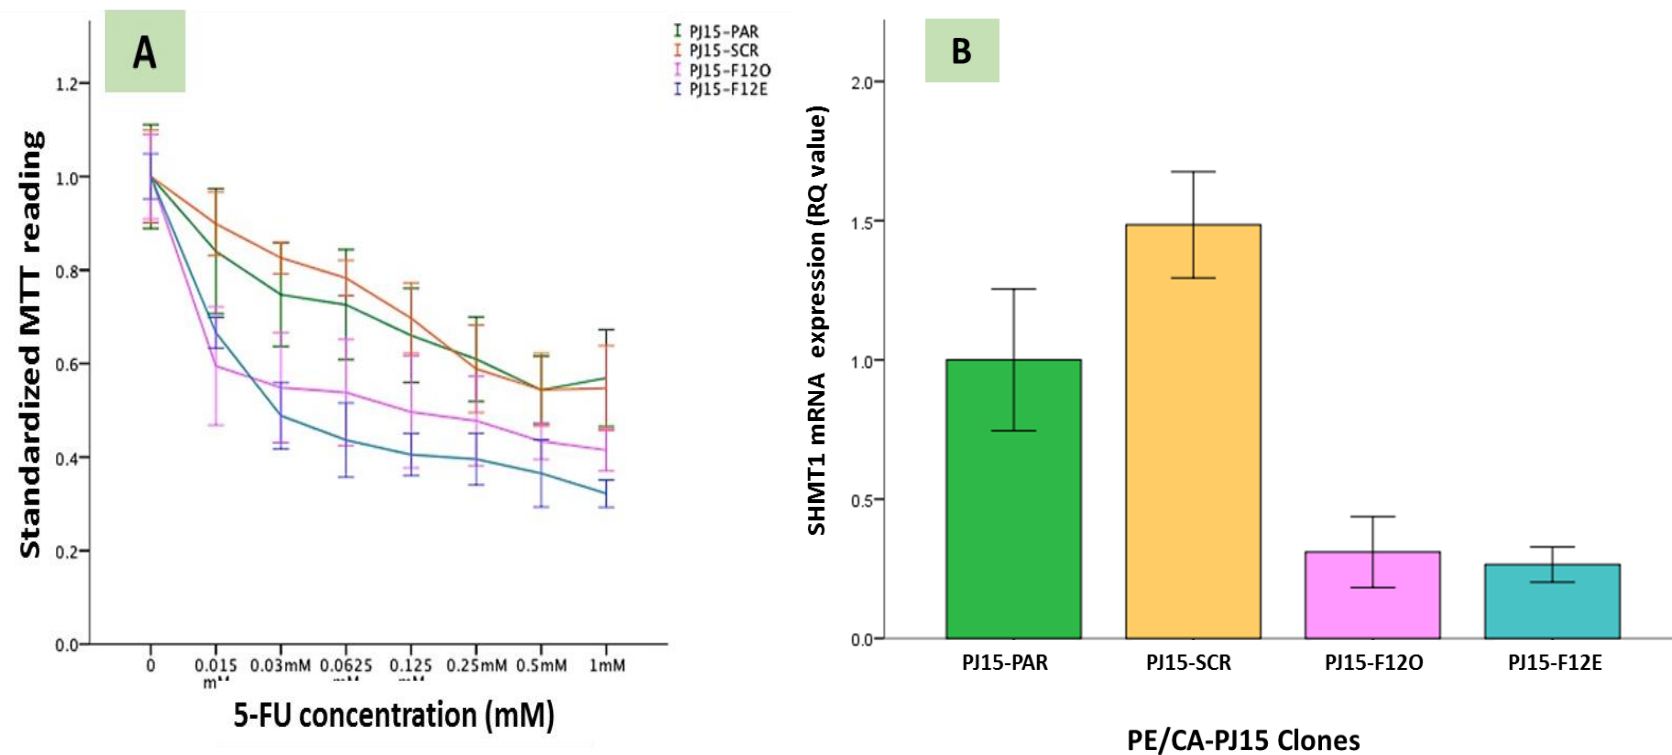 A
PJ15-PAR
PJ15-SCR
PJ15-F12O
PJ15-F12E
Standardized MTT reading
1.2
1.0
0.8
0.6
0.4
0.2
0.0
0 0.015 0.03mM 0.0625 0.125 0.25mM 0.5mM 1mM
mM mM mM
5-FU concentration (mM)
B
SHMT1 mRNA expression (RQ value)
2.0
1.5
1.0
0.5
0.0
PJ15-PAR PJ15-SCR PJ15-F12O PJ15-F12E
PE/CA-PJ15 Clones